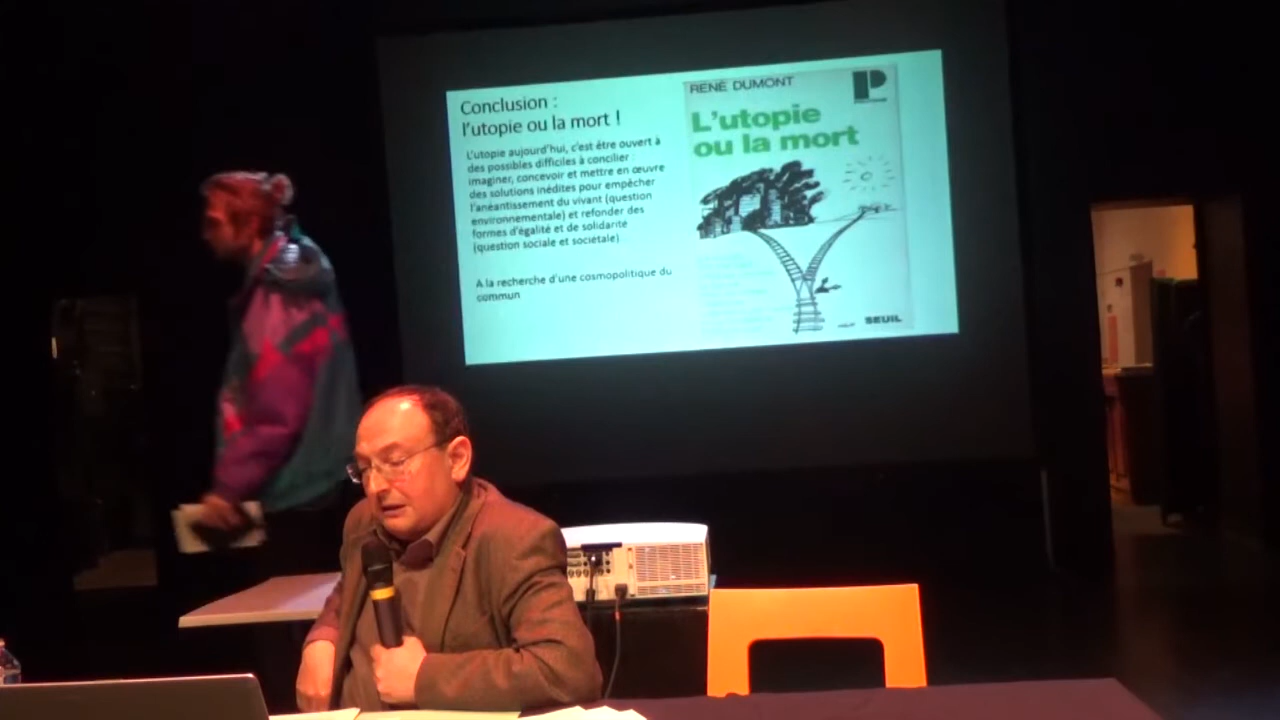 Conclusion :
l'utopie ou la mort !
L'utopie aujourd'hui, c'est être ouvert à
des possibles difficiles à concilier :
imaginer, concevoir et mettre en œuvre
des solutions inédites pour empêcher
l'anéantissement du vivant (question
environnementale) et refonder des
formes d'égalité et de solidarité
(question sociale et sociétale)
A la recherche d'une cosmopolitique du
commun
RENÉ DUMONT
P
L'utopie
ou la mort
SEUIL